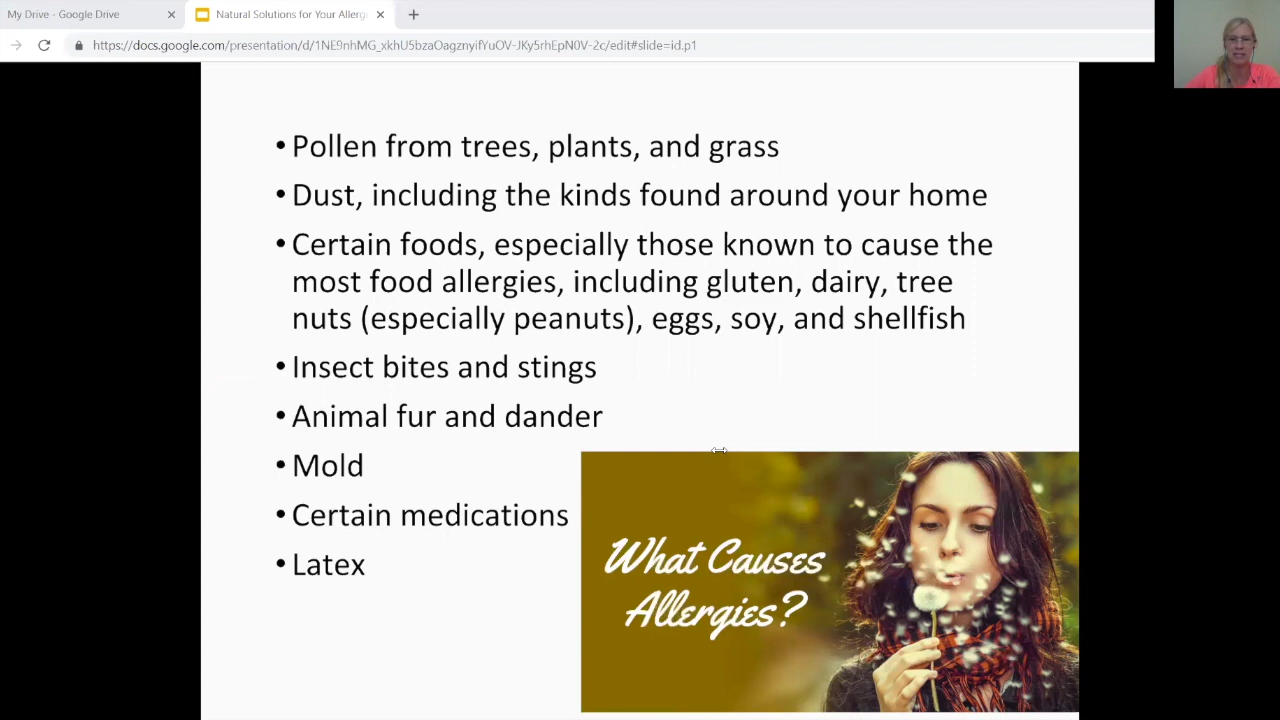 My Drive - Google Drive
Natural Solutions for Your Allerg
https://docs.google.com/presentation/d/1NE9nhMG_xkhU5bzaOagznyifYuOV-JKy5rhEpN0V-2c/edit#slide=id.p1
• Pollen from trees, plants, and grass
• Dust, including the kinds found around your home
• Certain foods, especially those known to cause the
most food allergies, including gluten, dairy, tree
nuts (especially peanuts), eggs, soy, and shellfish
• Insect bites and stings
• Animal fur and dander
• Mold
• Certain medications
• Latex
What Causes
Allergies?